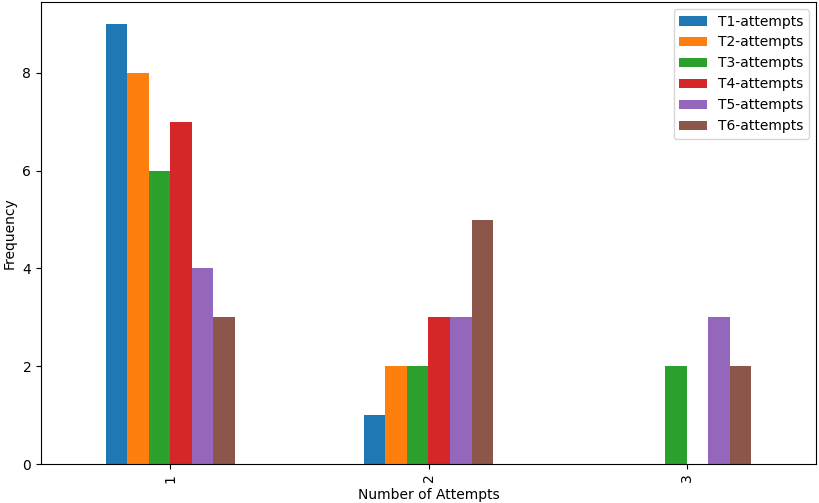 T1-attempts
T2-attempts
T3-attempts
T4-attempts
T5-attempts
T6-attempts
8
6
4
2
0
Frequency
1
2
3
Number of Attempts